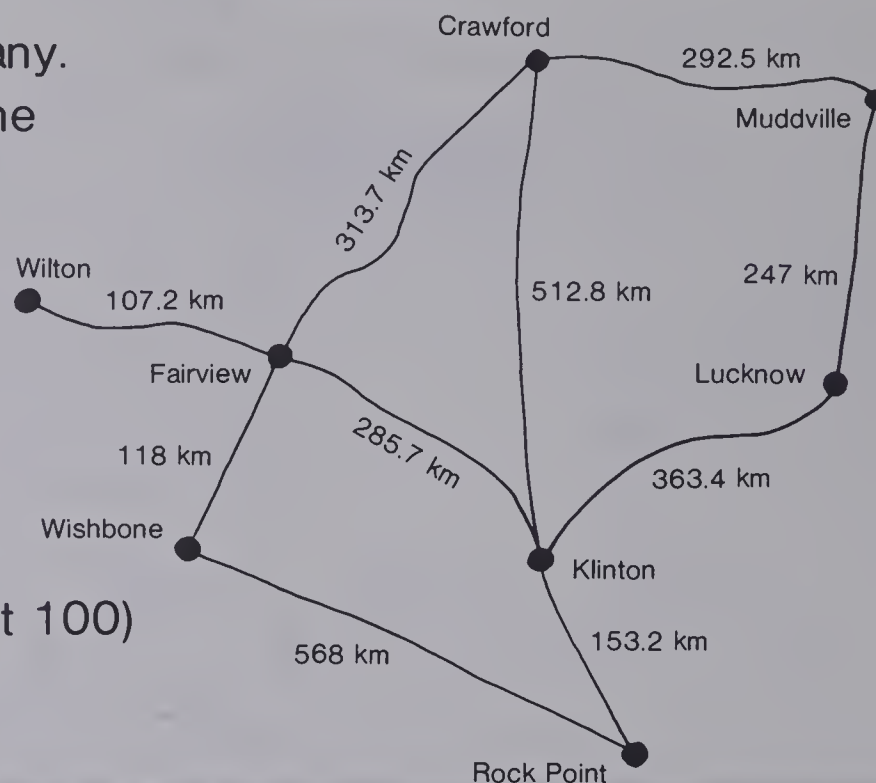 any.
ne
t 100)
Crawford
292.5 km
Muddville
313.7 km
Wilton
107.2 km
512.8 km
247 km
Fairview
Lucknow
118 km
285.7 km
363.4 km
Wishbone
Klinton
153.2 km
568 km
Rock Point